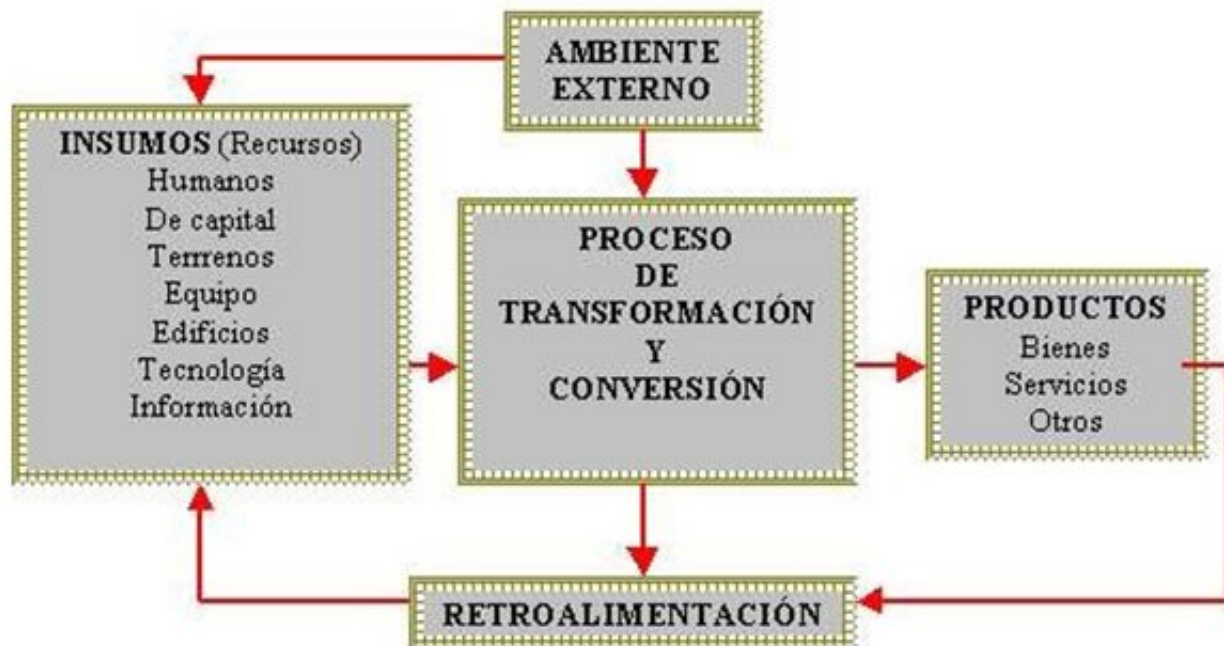 AMBIENTE
EXTERNO
INSUMOS (Recursos)
Humanos
De capital
Terrrenos
Equipo
Edificios
Tecnología
Información
PROCESO
DE
TRANSFORMACIÓN
Y
CONVERSIÓN
PRODUCTOS
Bienes
Servicios
Otros
RETROALIMENTACIÓN